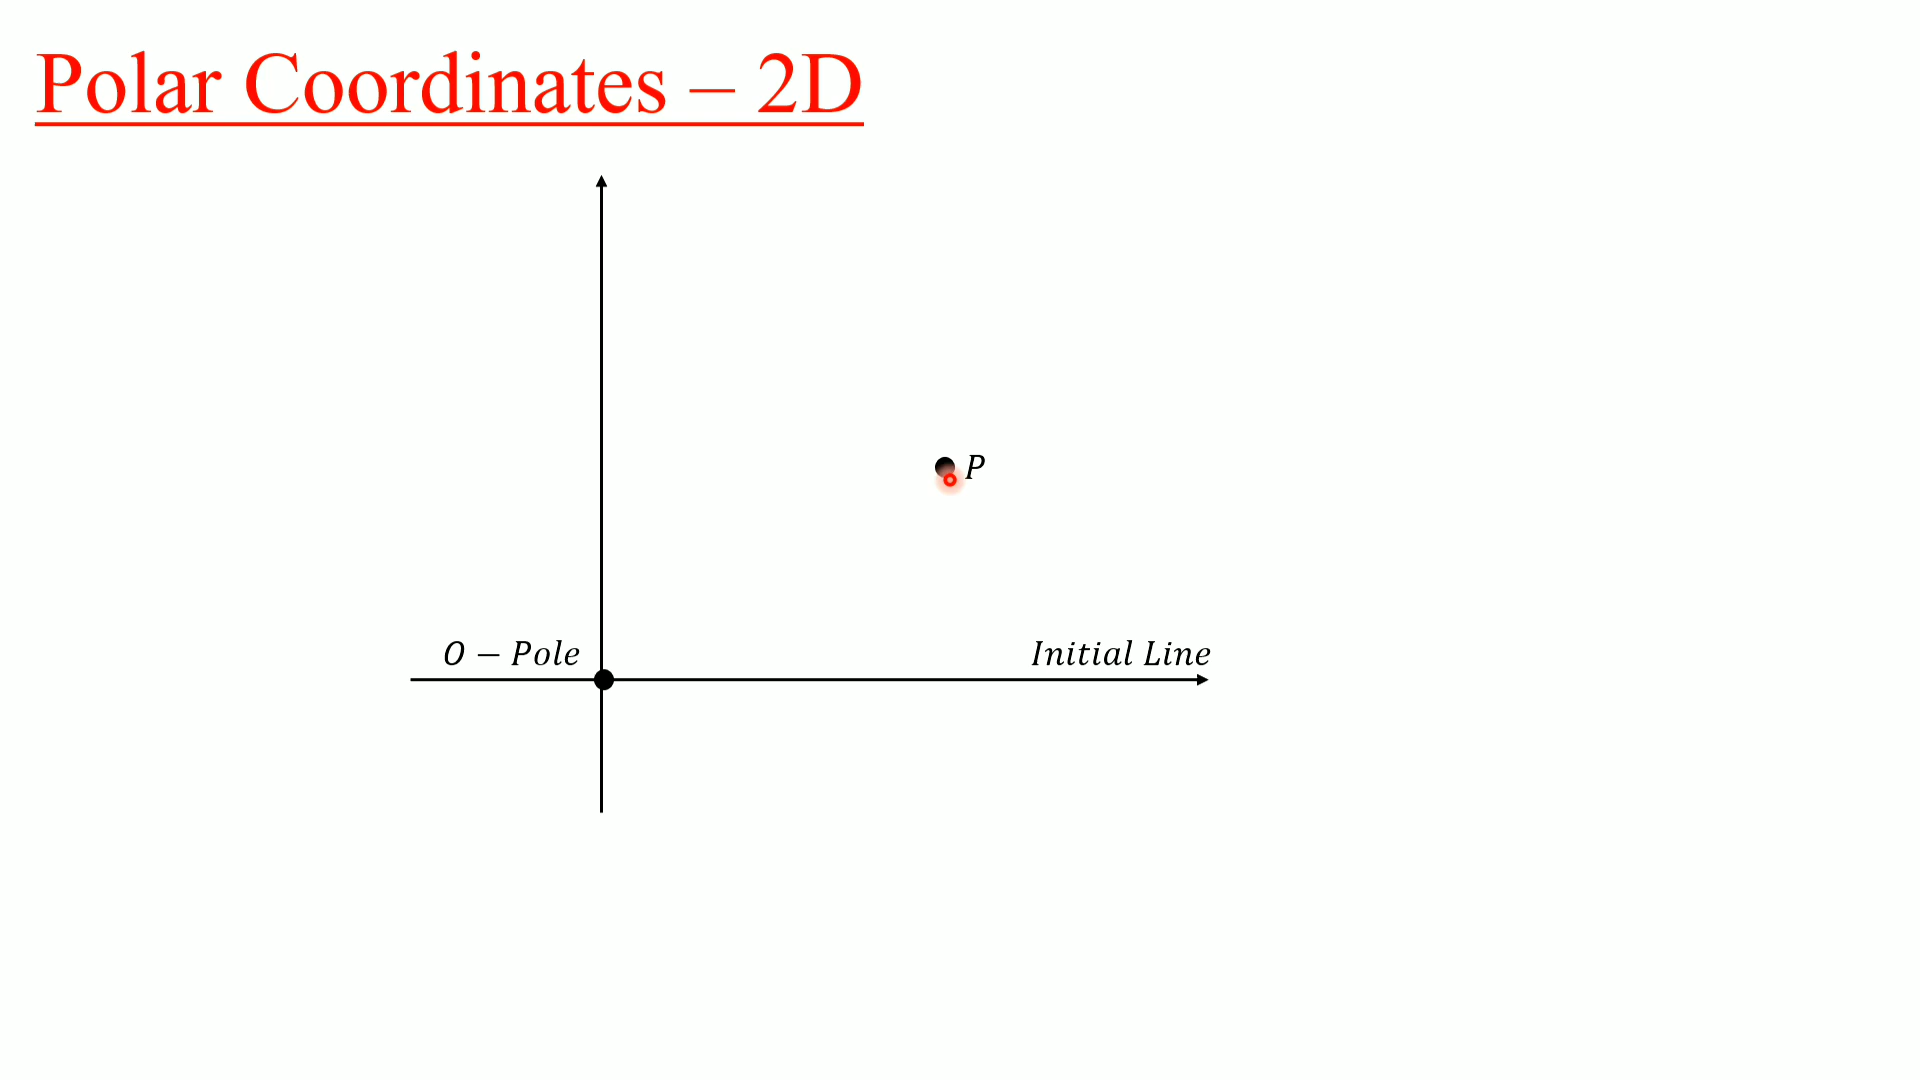 Polar Coordinates – 2D
P
O − Pole
Initial Line